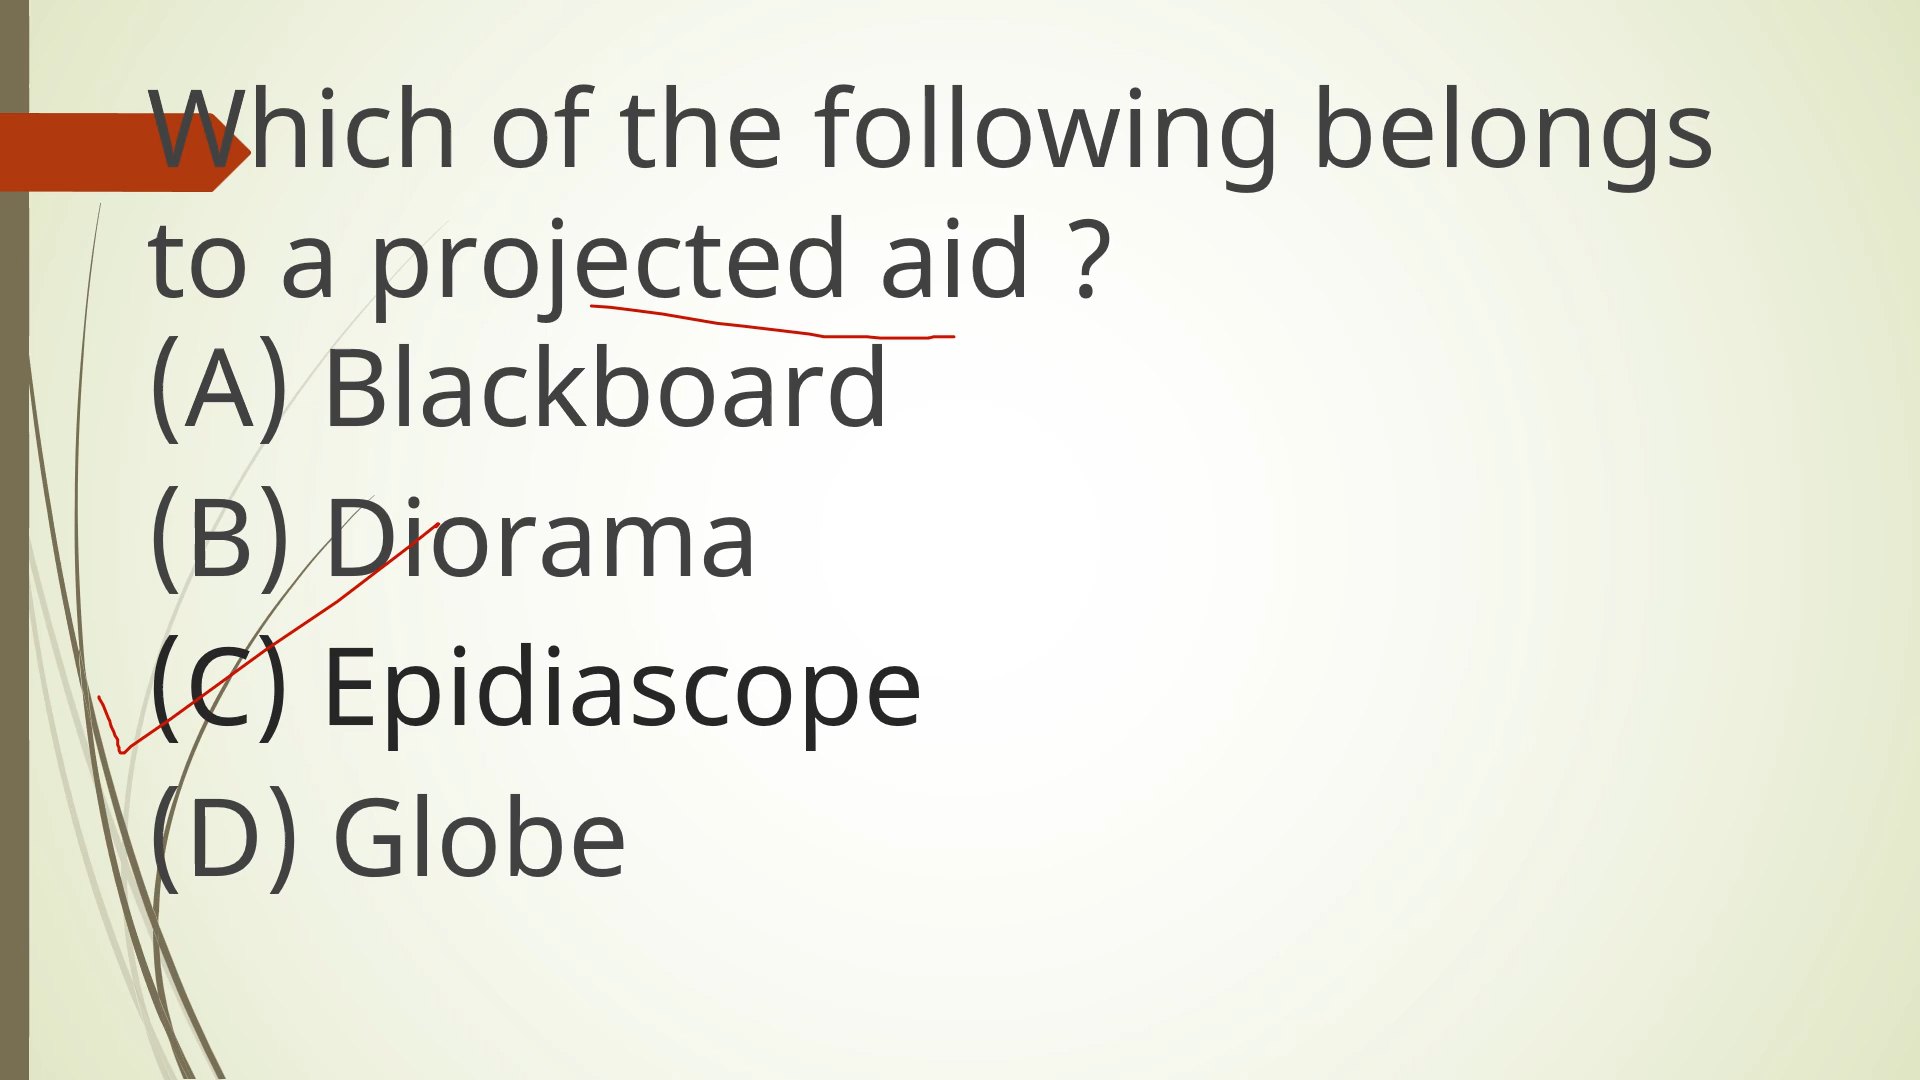 Which of the following belongs
to a projected aid ?
(A) Blackboard
(B) Diorama
(C) Epidiascope
(D) Globe